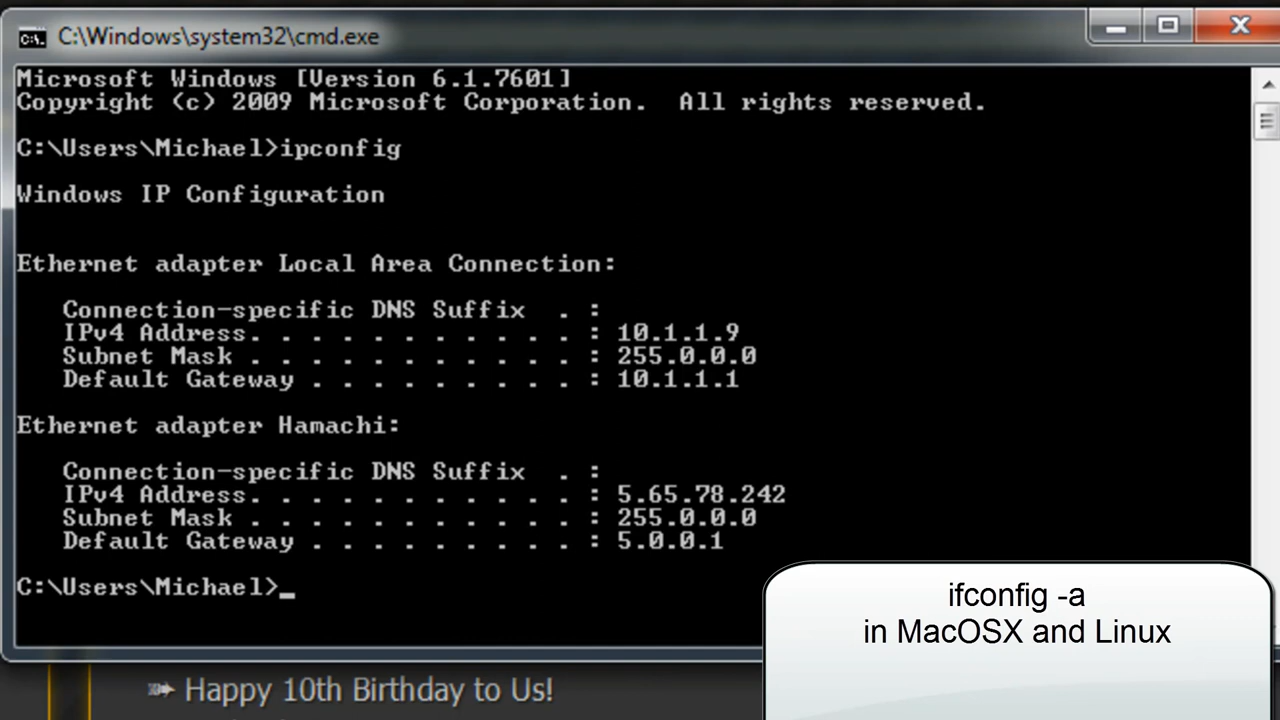 C:\Windows\system32\cmd.exe
Microsoft Windows [Version 6.1.7601]
Copyright (c) 2009 Microsoft Corporation.  All rights reserved.
C:\Users\Michael>ipconfig
Windows IP Configuration
Ethernet adapter Local Area Connection:
Connection-specific DNS Suffix  . :
IPv4 Address. . . . . . . . . . . : 10.1.1.9
Subnet Mask . . . . . . . . . . . : 255.0.0.0
Default Gateway . . . . . . . . . : 10.1.1.1
Ethernet adapter Hamachi:
Connection-specific DNS Suffix  . :
IPv4 Address. . . . . . . . . . . : 5.65.78.242
Subnet Mask . . . . . . . . . . . : 255.0.0.0
Default Gateway . . . . . . . . . : 5.0.0.1
C:\Users\Michael>_
ifconfig -a
in MacOSX and Linux
Happy 10th Birthday to Us!